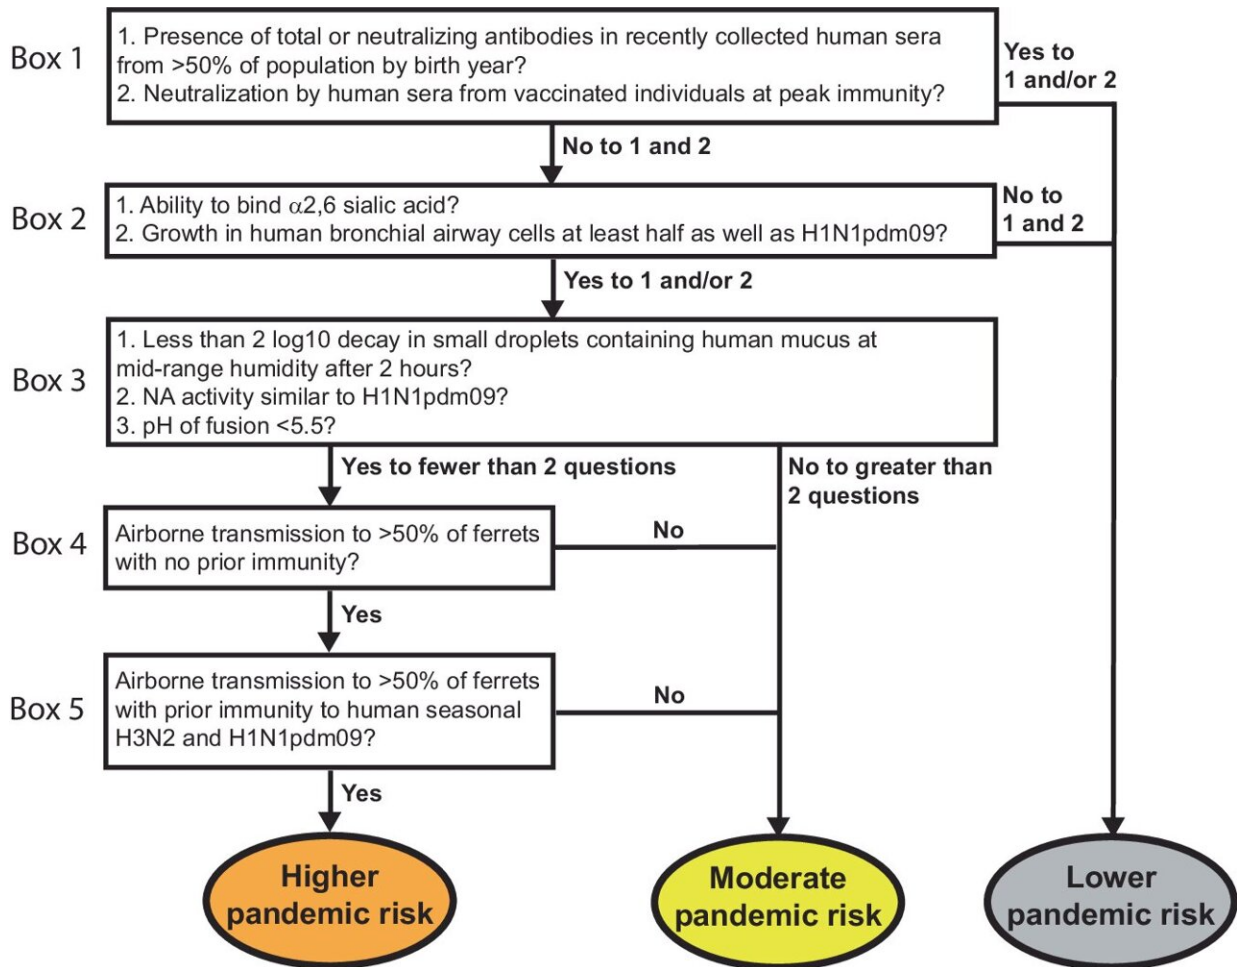 Box 1
1. Presence of total or neutralizing antibodies in recently collected human sera
from >50% of population by birth year?
2. Neutralization by human sera from vaccinated individuals at peak immunity?
Yes to
1 and/or 2
No to 1 and 2
Box 2
1. Ability to bind α2,6 sialic acid?
2. Growth in human bronchial airway cells at least half as well as H1N1pdm09?
No to
1 and 2
Yes to 1 and/or 2
Box 3
1. Less than 2 log10 decay in small droplets containing human mucus at
mid-range humidity after 2 hours?
2. NA activity similar to H1N1pdm09?
3. pH of fusion <5.5?
Yes to fewer than 2 questions
No to greater than
2 questions
Box 4
Airborne transmission to >50% of ferrets
with no prior immunity?
No
Yes
Box 5
Airborne transmission to >50% of ferrets
with prior immunity to human seasonal
H3N2 and H1N1pdm09?
No
Yes
Higher
pandemic risk
Moderate
pandemic risk
Lower
pandemic risk